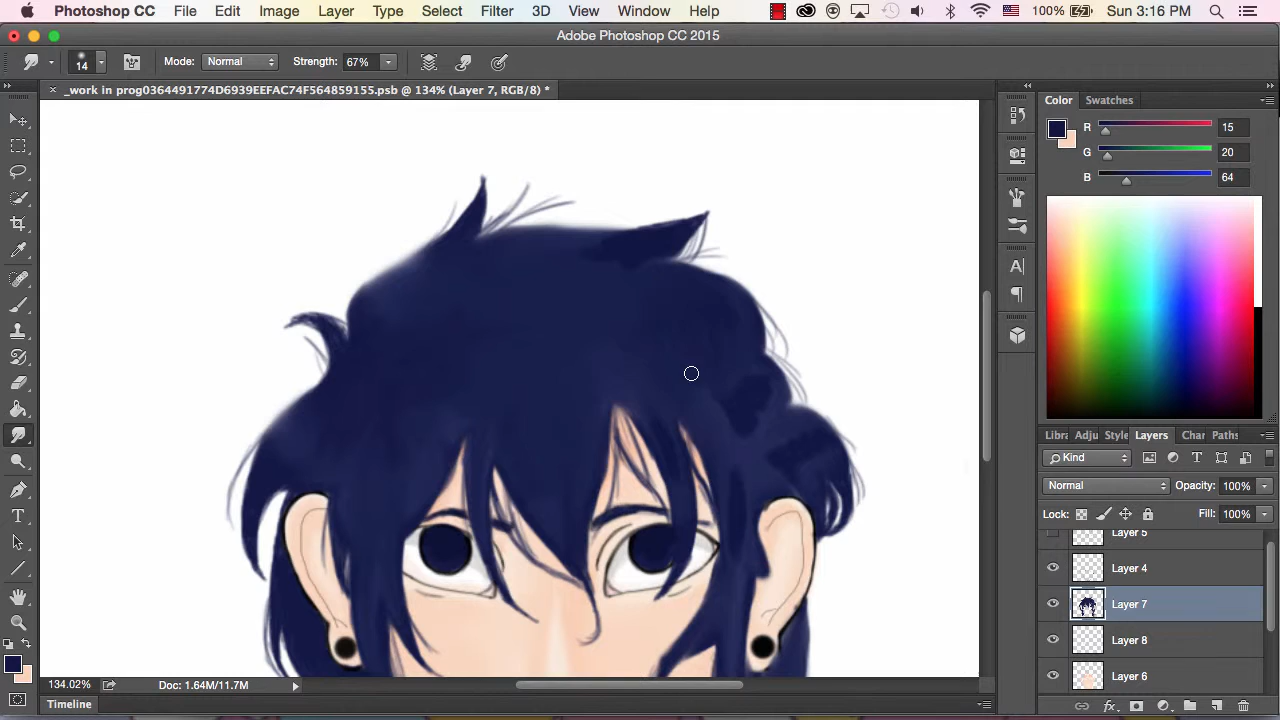 Photoshop CC File Edit Image Layer Type Select Filter 3D View Window Help 100% Sun 3:16 PM
Adobe Photoshop CC 2015
14 Mode: Normal Strength: 67%
× _work in prog0364491774D6939EEFAC74F564859155.psb @ 134% (Layer 7, RGB/8) *
Color Swatches
R 15
G 20
B 64
Libra Adju Style Layers Char Paths
Kind
Normal Opacity: 100%
Lock: Fill: 100%
Layer 5
Layer 4
Layer 7
Layer 8
Layer 6
134.02% Doc: 1.64M/11.7M
Timeline